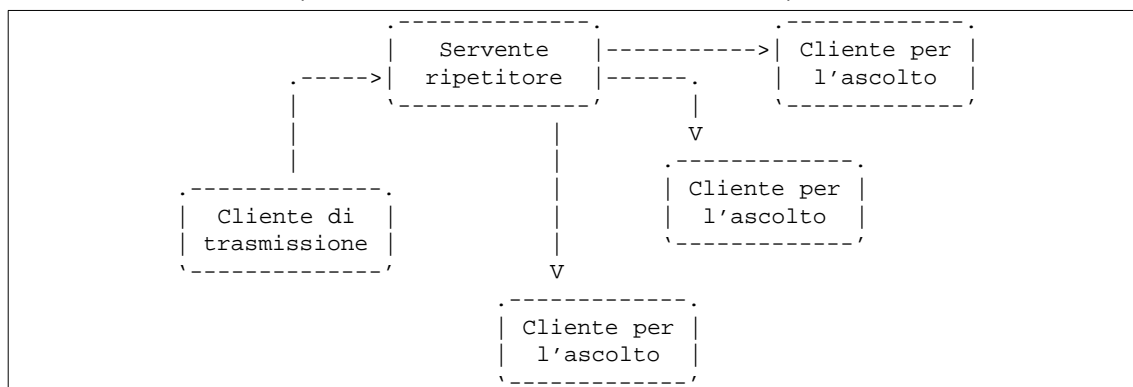 Servente
ripetitore
Cliente per
l'ascolto
Cliente per
l'ascolto
Cliente di
trasmissione
Cliente per
l'ascolto